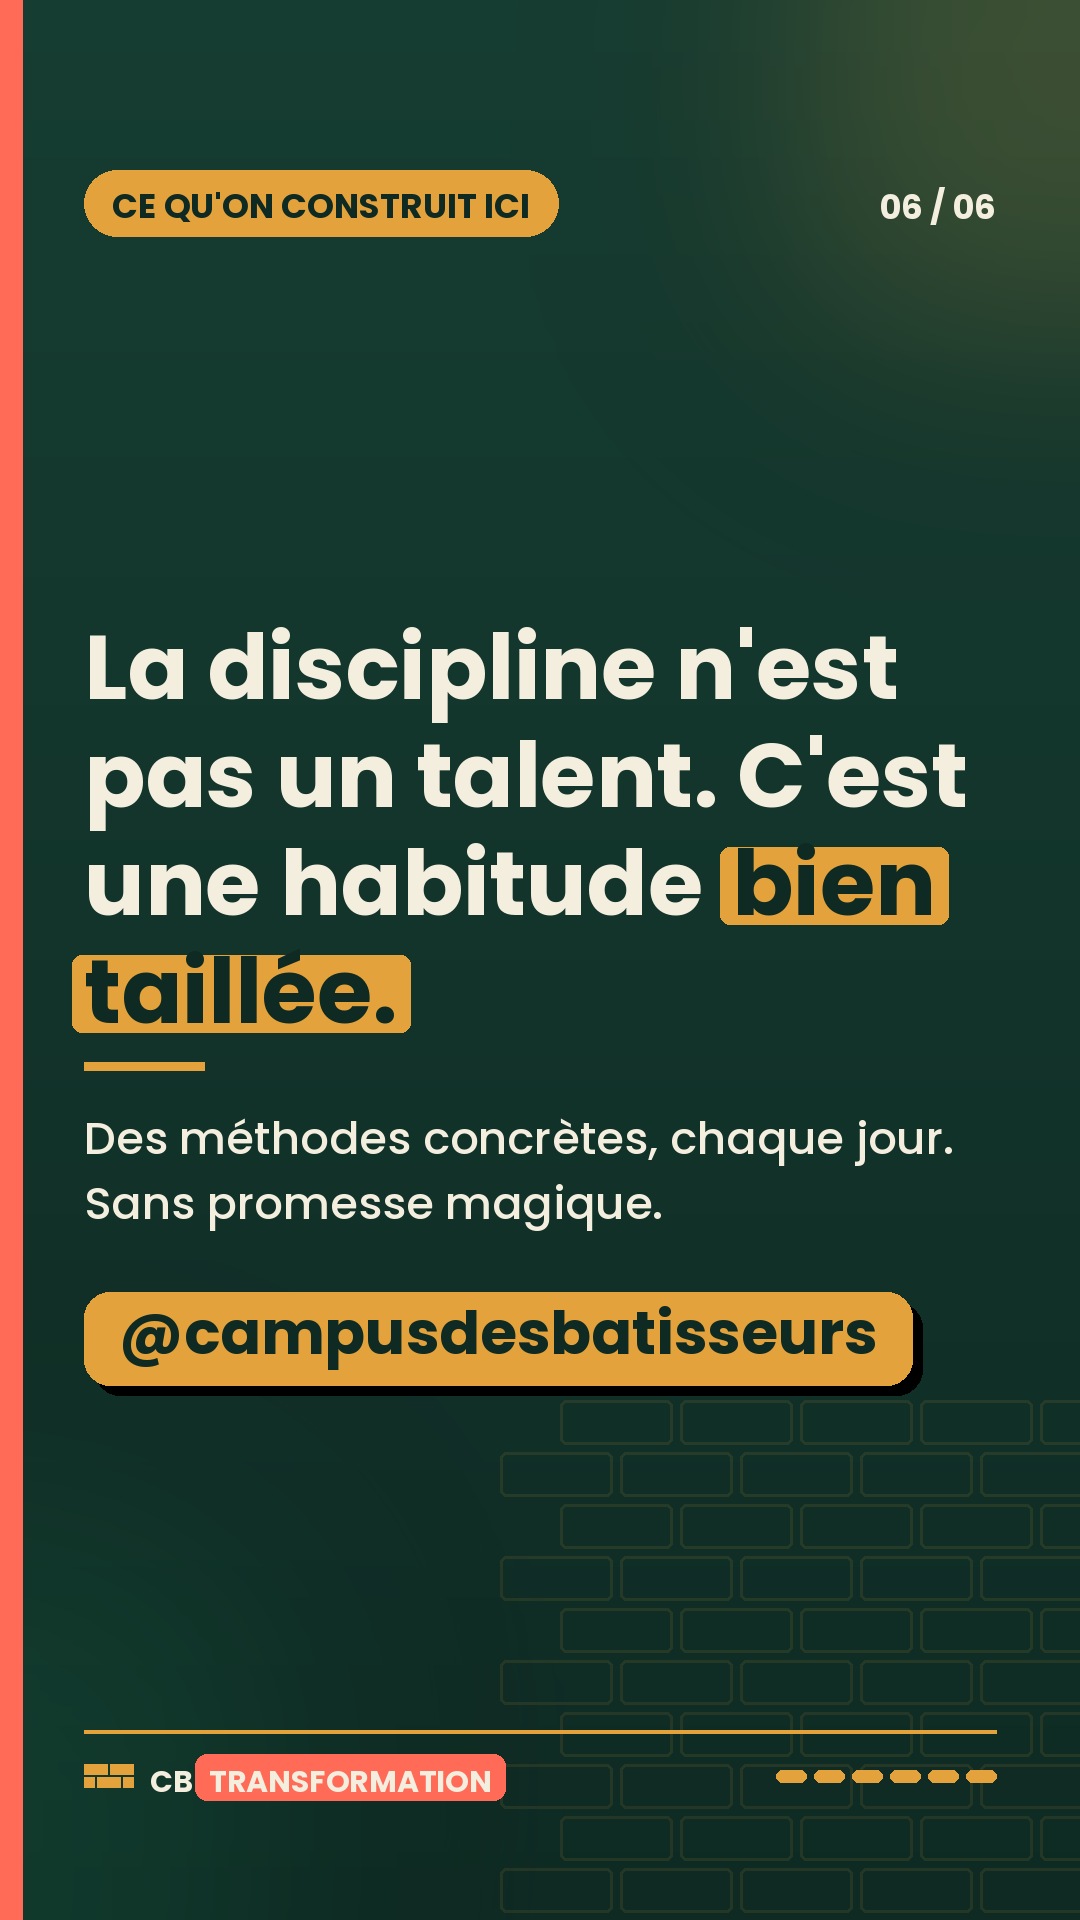 CE QU'ON CONSTRUIT ICI
06 / 06
La discipline n'est
pas un talent. C'est
une habitude bien
taillée.
Des méthodes concrètes, chaque jour.
Sans promesse magique.
@campusdesbatisseurs
CB TRANSFORMATION